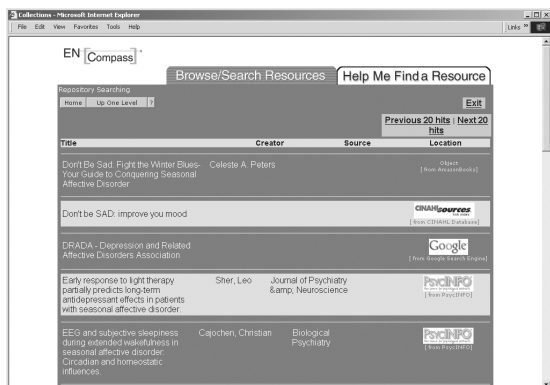 Collections - Microsoft Internet Explorer
File Edit View Favorites Tools Help
Links »
EN Compass
Browse/Search Resources
Help Me Find a Resource
Repository Searching
Home Up One Level ?
Exit
Previous 20 hits | Next 20
hits
Title Creator Source Location
Don't Be Sad: Fight the Winter Blues-
Your Guide to Conquering Seasonal
Affective Disorder
Celeste A. Peters
Object
[ from AmazonBooks]
Don't be SAD: improve you mood
CINAHLsources
[ from CINAHL Database]
DRADA - Depression and Related
Affective Disorders Association
Google
[ from Google Search Engine]
Early response to light therapy
partially predicts long-term
antidepressant effects in patients
with seasonal affective disorder.
Sher, Leo
Journal of Psychiatry
&amp; Neuroscience
PsycINFO
[ from PsycINFO]
EEG and subjective sleepiness
during extended wakefulness in
seasonal affective disorder:
Circadian and homeostatic
influences.
Cajochen, Christian
Biological
Psychiatry
PsycINFO
[ from PsycINFO]